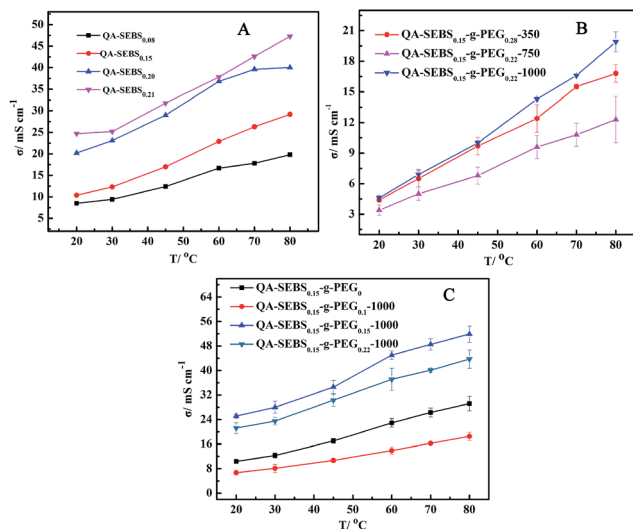 A
QA-SEBS0.08
QA-SEBS0.15
QA-SEBS0.20
QA-SEBS0.21
σ/ mS cm-1
50
45
40
35
30
25
20
15
10
5
20 30 40 50 60 70 80
T/ oC
B
QA-SEBS0.15-g-PEG0.28-350
QA-SEBS0.15-g-PEG0.22-750
QA-SEBS0.15-g-PEG0.22-1000
σ/ mS cm-1
21
18
15
12
9
6
3
20 30 40 50 60 70 80
T/ oC
C
QA-SEBS0.15-g-PEG0
QA-SEBS0.15-g-PEG0.1-1000
QA-SEBS0.15-g-PEG0.15-1000
QA-SEBS0.15-g-PEG0.22-1000
σ/ mS cm-1
64
56
48
40
32
24
16
8
0
20 30 40 50 60 70 80
T/ oC